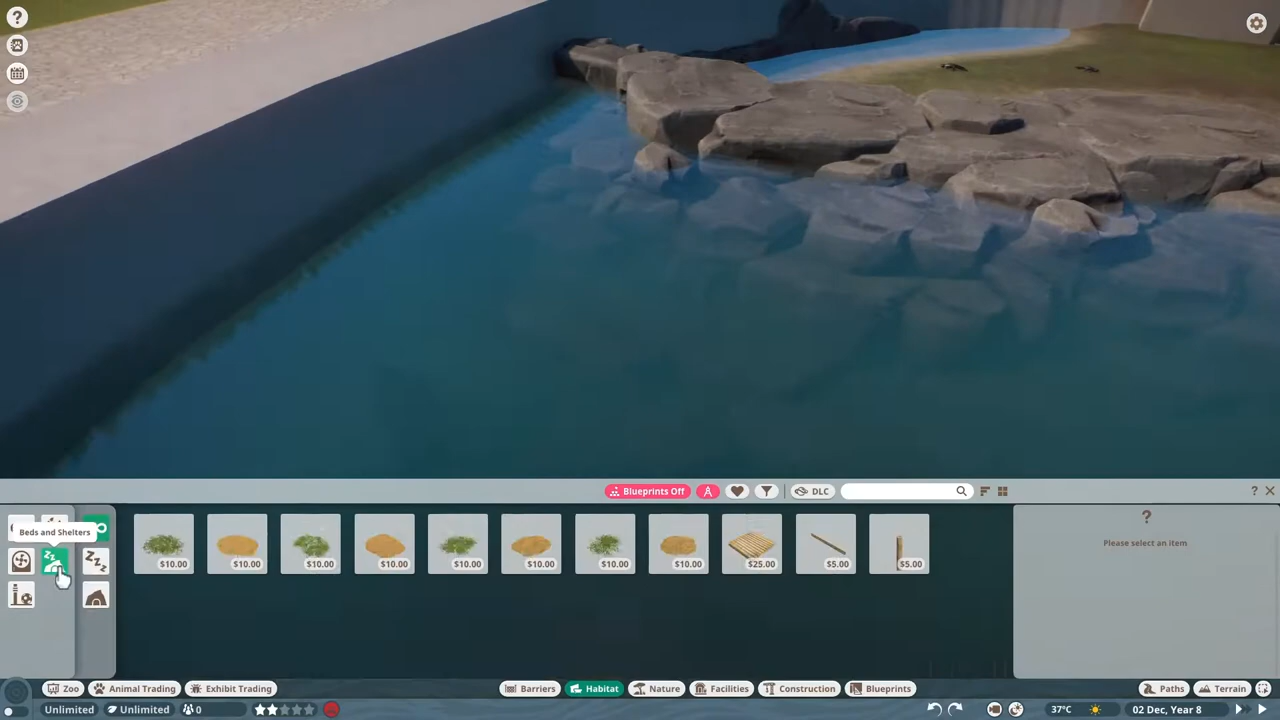 ?
Blueprints Off
DLC
? ×
Beds and Shelters
$10.00 $10.00 $10.00 $10.00 $10.00 $10.00 $10.00 $10.00 $25.00 $5.00 $5.00
?
Please select an item
Zoo Animal Trading Exhibit Trading Barriers Habitat Nature Facilities Construction Blueprints Paths Terrain
Unlimited Unlimited 0 37°C 02 Dec, Year 8